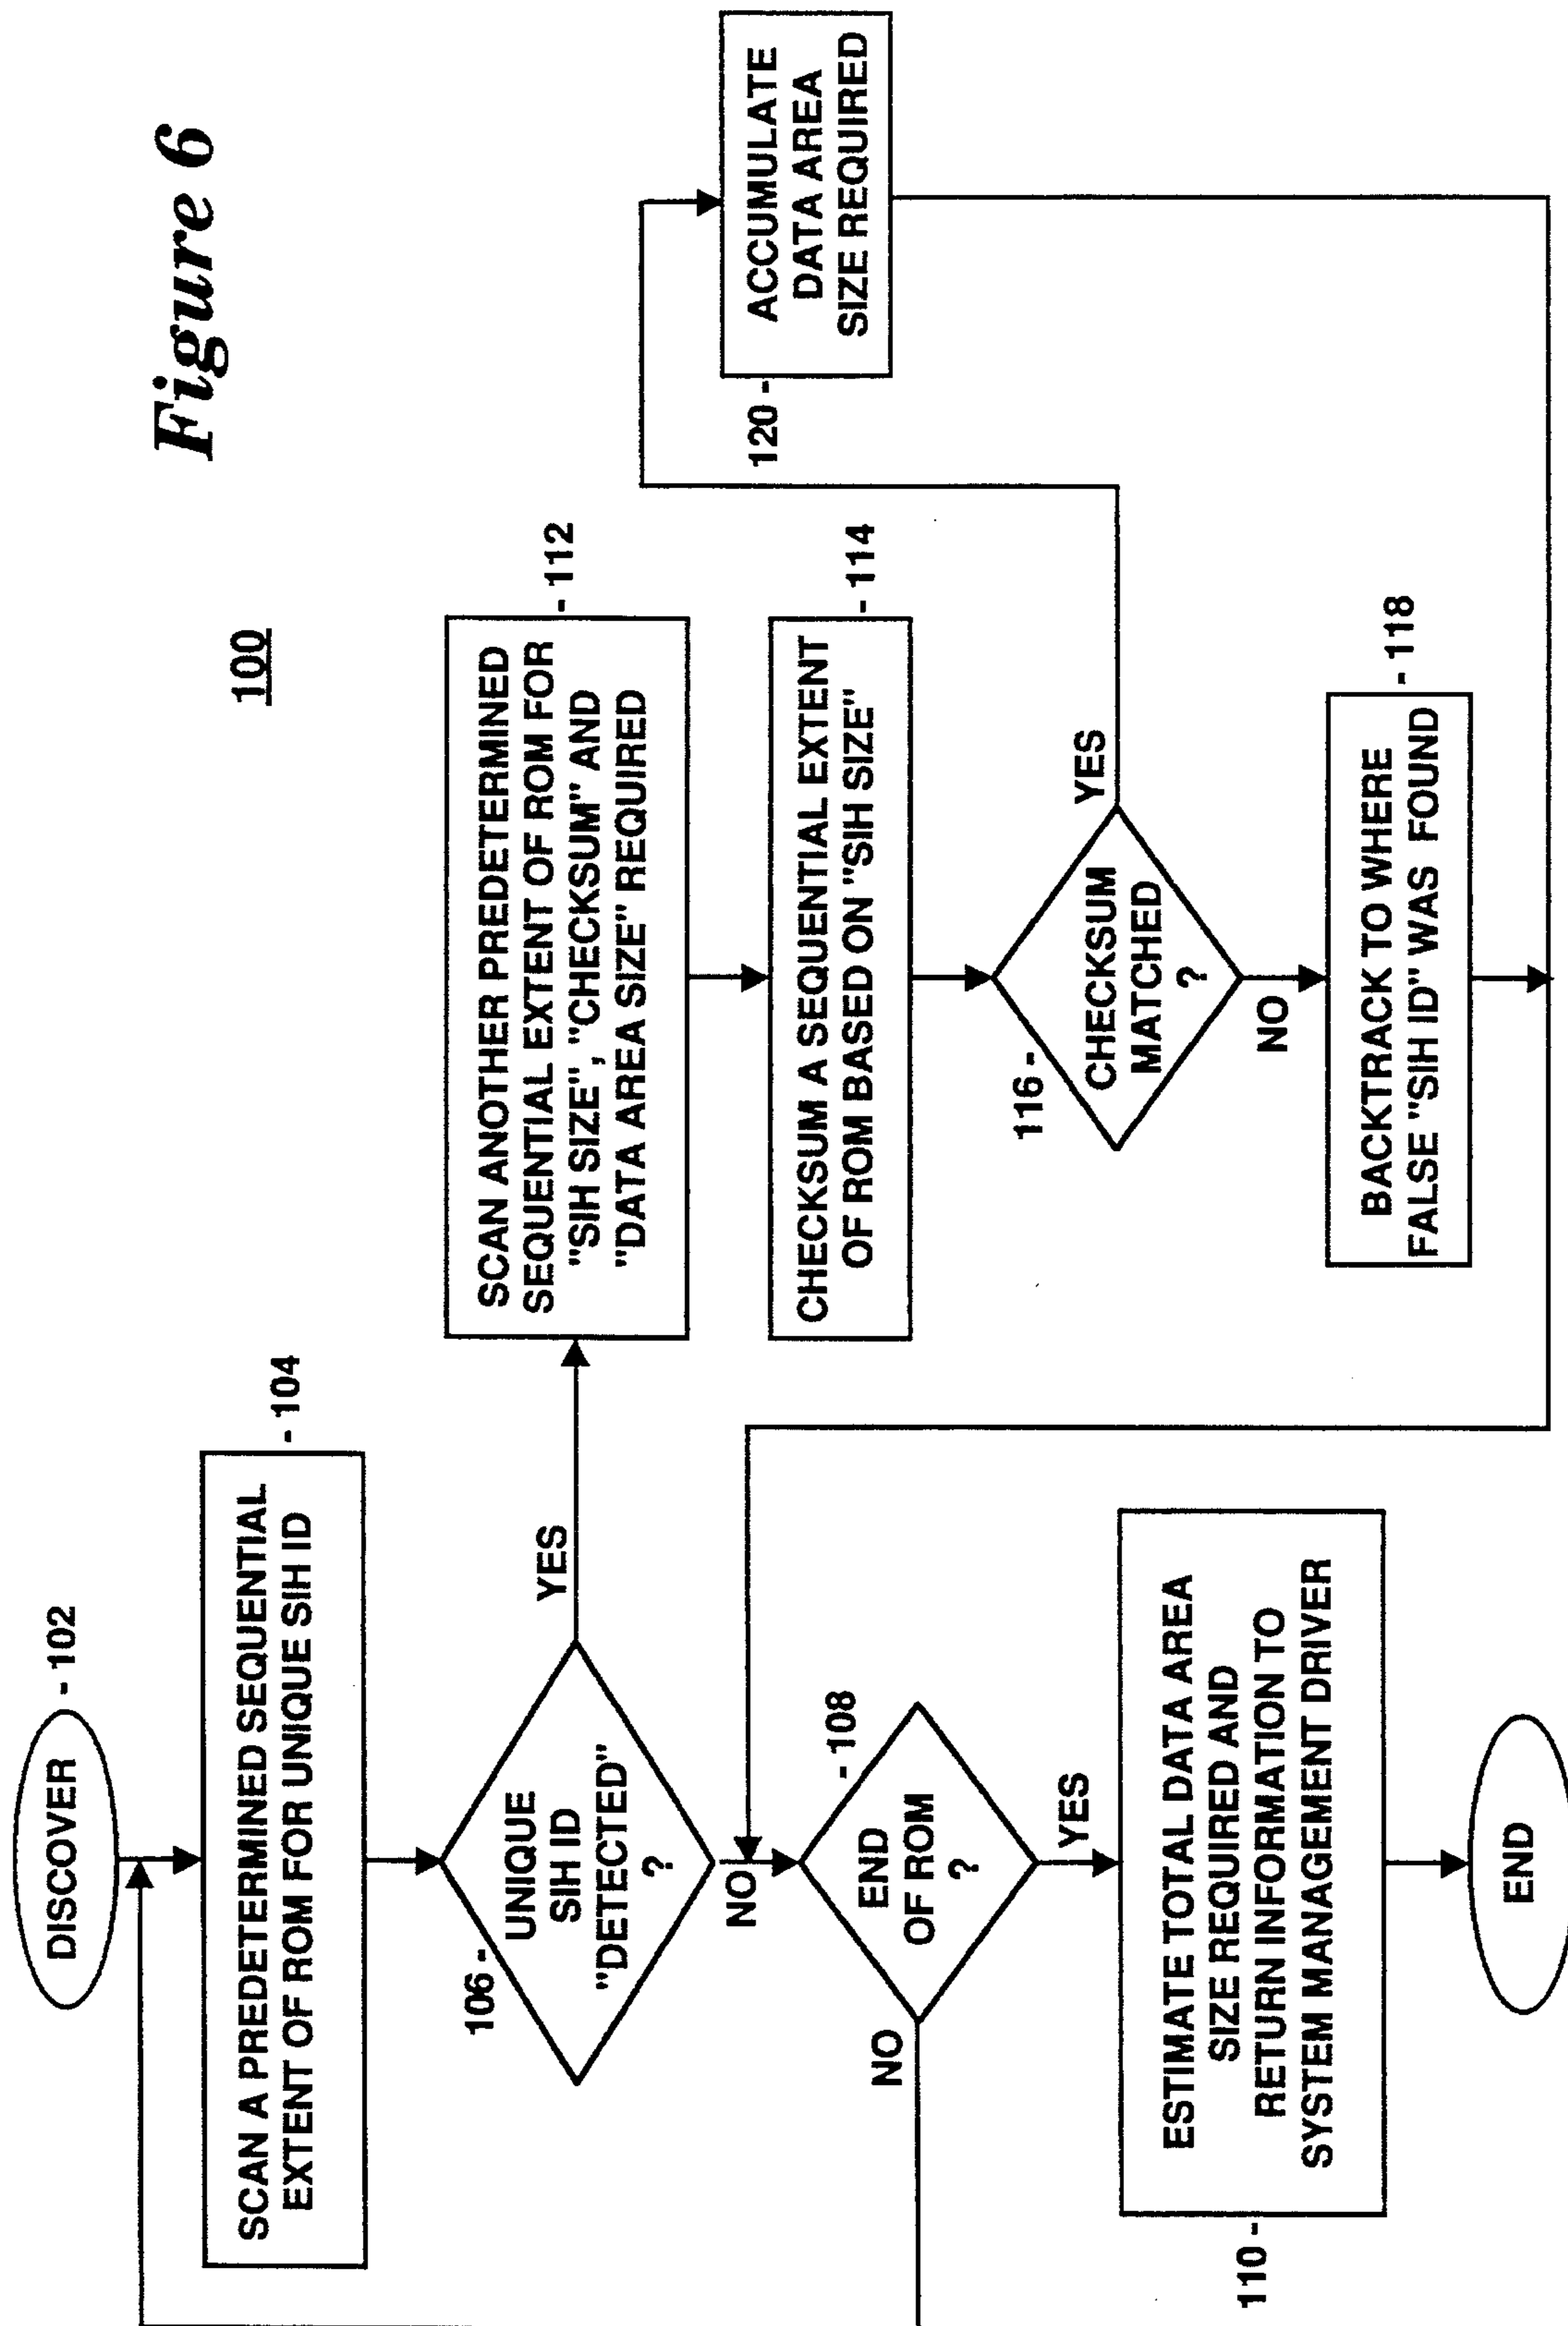 Figure 6
100
DISCOVER
- 102
SCAN A PREDETERMINED SEQUENTIAL
EXTENT OF ROM FOR UNIQUE SIH ID
- 104
106 -
UNIQUE
SIH ID
"DETECTED"
?
YES
NO
END
OF ROM
?
- 108
NO
YES
110 -
ESTIMATE TOTAL DATA AREA
SIZE REQUIRED AND
RETURN INFORMATION TO
SYSTEM MANAGEMENT DRIVER
END
SCAN ANOTHER PREDETERMINED
SEQUENTIAL EXTENT OF ROM FOR
"SIH SIZE", "CHECKSUM" AND
"DATA AREA SIZE" REQUIRED
- 112
CHECKSUM A SEQUENTIAL EXTENT
OF ROM BASED ON "SIH SIZE"
- 114
116 -
CHECKSUM
MATCHED
?
YES
NO
BACKTRACK TO WHERE
FALSE "SIH ID" WAS FOUND
- 118
120 -
ACCUMULATE
DATA AREA
SIZE REQUIRED